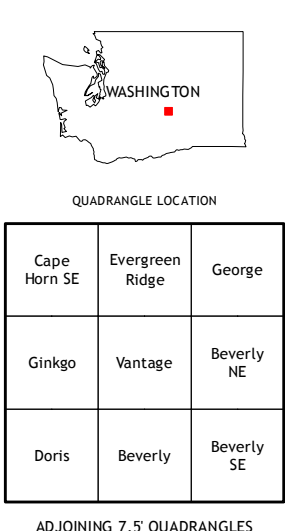 WASHINGTON
QUADRANGLE LOCATION
Cape
Horn SE
Evergreen
Ridge
George
Ginkgo
Vantage
Beverly
NE
Doris
Beverly
Beverly
SE
ADJOINING 7.5' QUADRANGLES